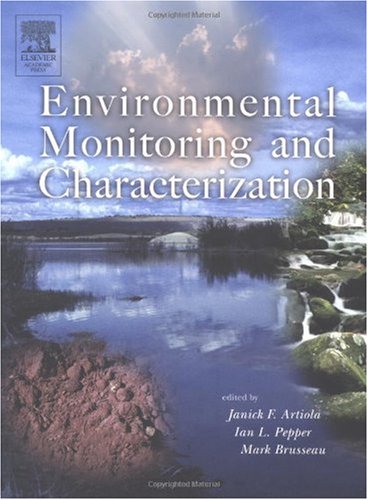 Copyrighted Material
ELSEVIER
ACADEMIC
PRESS
Environmental
Monitoring and
Characterization
edited by
Janick F. Artiola
Ian L. Pepper
Mark Brusseau
Copyrighted Material